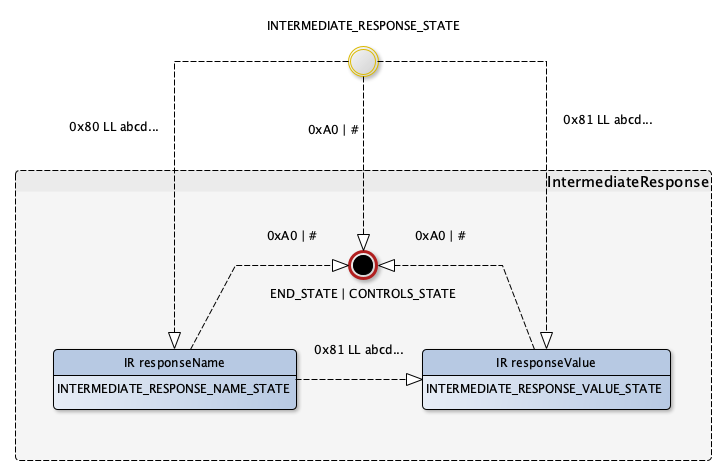 INTERMEDIATE_RESPONSE_STATE
0x80 LL abcd...
0xA0 | #
0x81 LL abcd...
IntermediateResponse
0xA0 | #
0xA0 | #
END_STATE | CONTROLS_STATE
0x81 LL abcd...
IR responseName
INTERMEDIATE_RESPONSE_NAME_STATE
IR responseValue
INTERMEDIATE_RESPONSE_VALUE_STATE